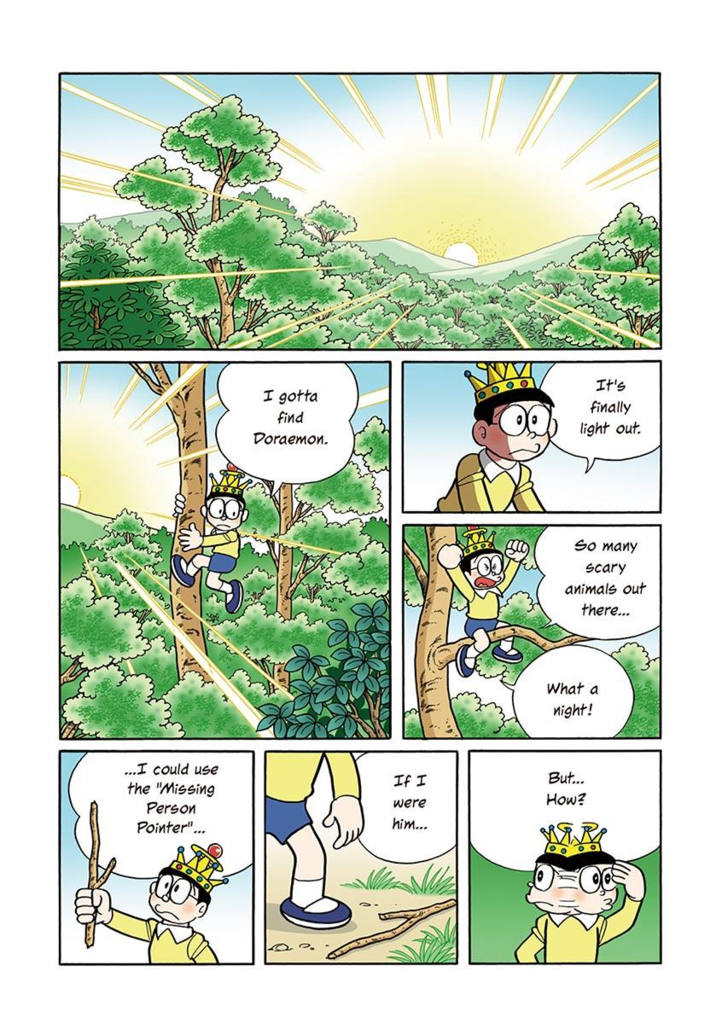 It's
finally
light out.
So many
scary
animals out
there...
What a
night!
I gotta
find
Doraemon.
But...
How?
If I
were
him...
...I could use
the "Missing
Person
Pointer"...